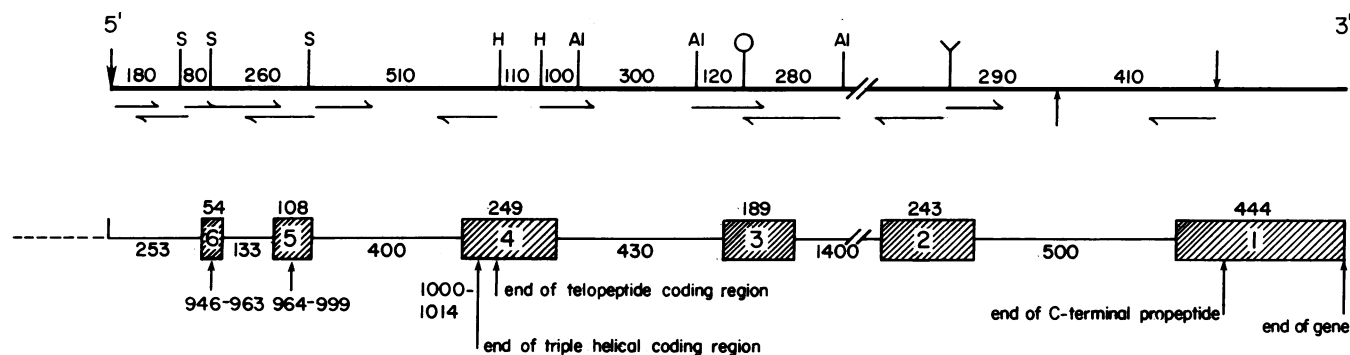 5' 3'
S S S H H Al Al Al
180 80 260 510 110 100 300 120 280 290 410
54 108 249 189 243 444
6 5 4 3 2 1
253 133 400 430 1400 500
946-963 964-999 1000-1014 end of telopeptide coding region end of C-terminal propeptide end of gene
end of triple helical coding region